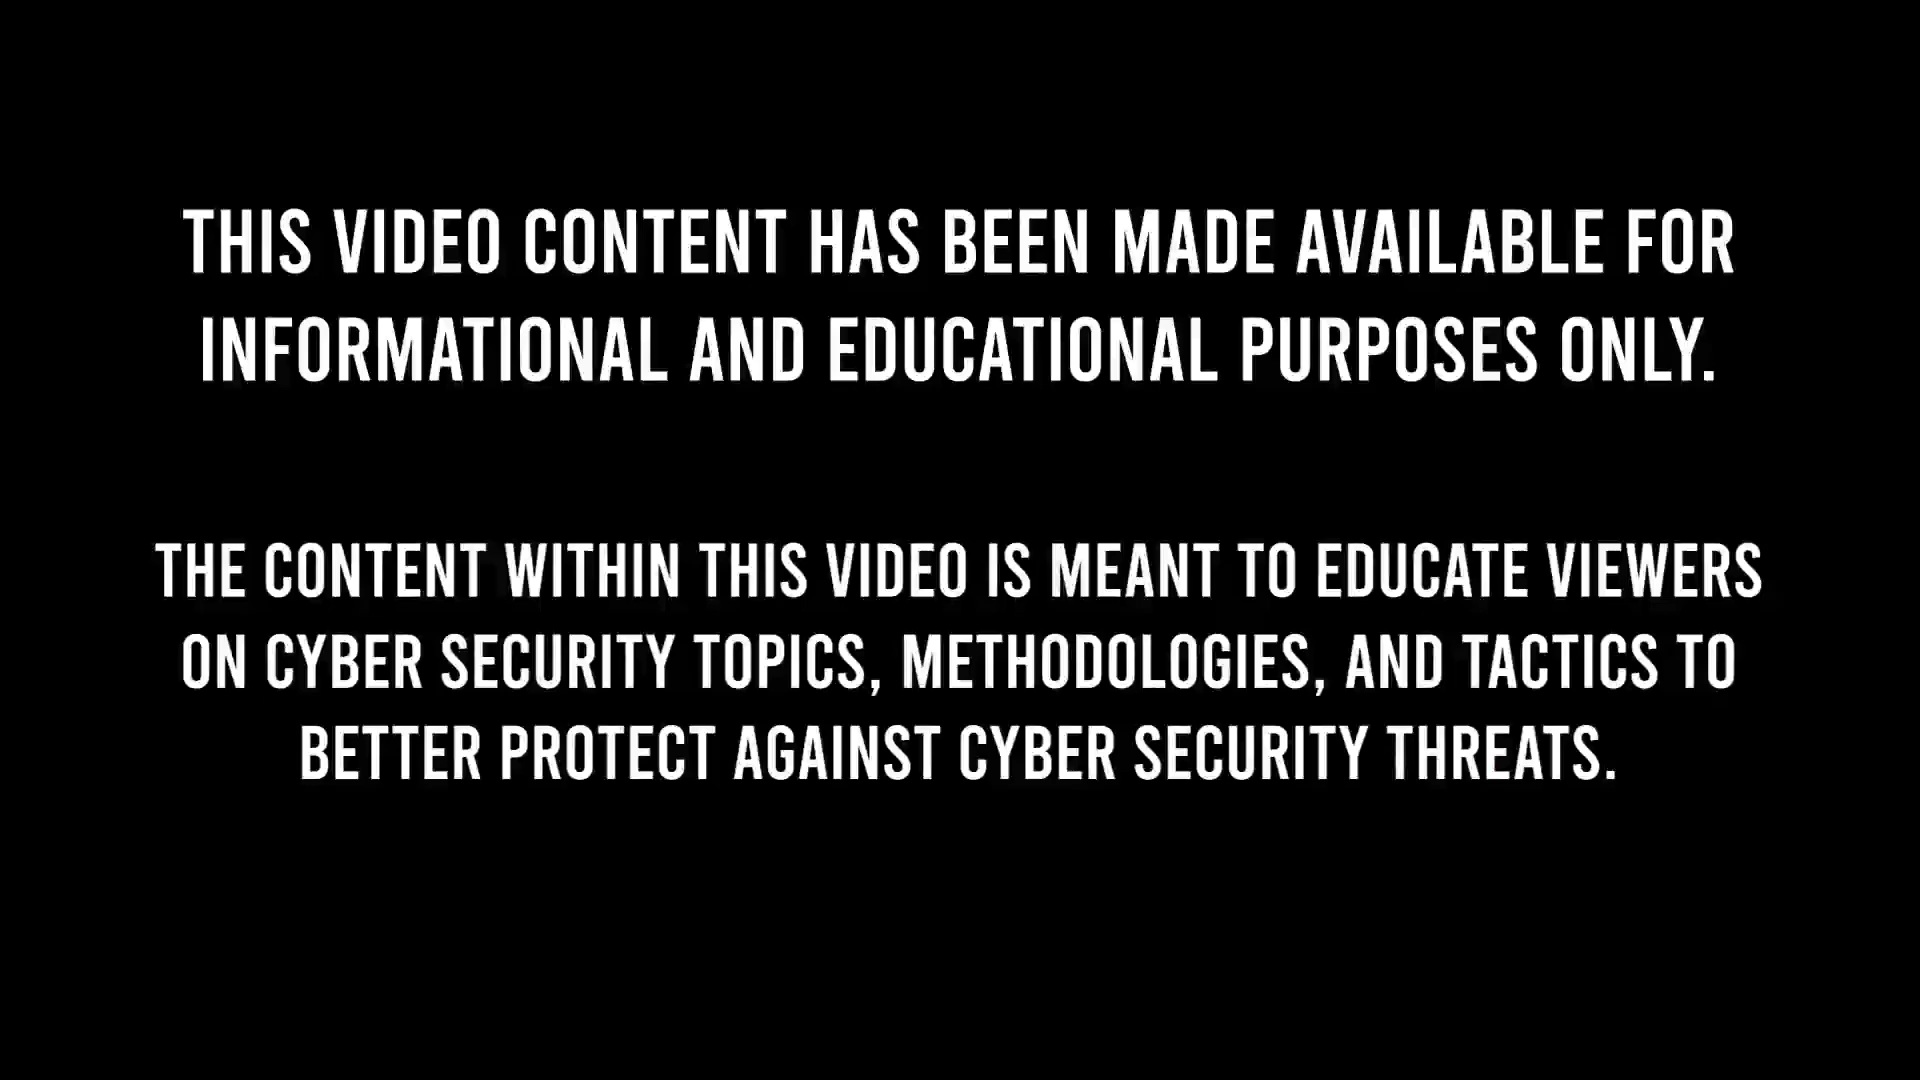 THIS VIDEO CONTENT HAS BEEN MADE AVAILABLE FOR
INFORMATIONAL AND EDUCATIONAL PURPOSES ONLY.
THE CONTENT WITHIN THIS VIDEO IS MEANT TO EDUCATE VIEWERS
ON CYBER SECURITY TOPICS, METHODOLOGIES, AND TACTICS TO
BETTER PROTECT AGAINST CYBER SECURITY THREATS.